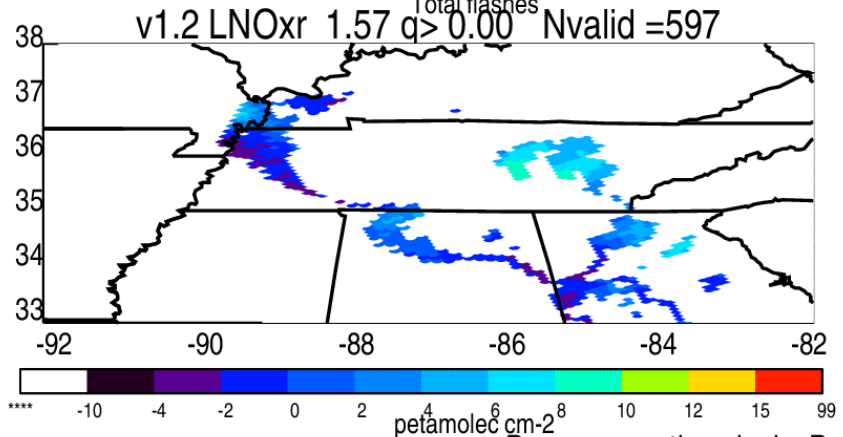 Total flashes
v1.2 LNOxr 1.57 q> 0.00 Nvalid =597
38
37
36
35
34
33
-92 -90 -88 -86 -84 -82
**** -10 -4 -2 0 2 4 6 8 10 12 15 99
petamolec cm-2